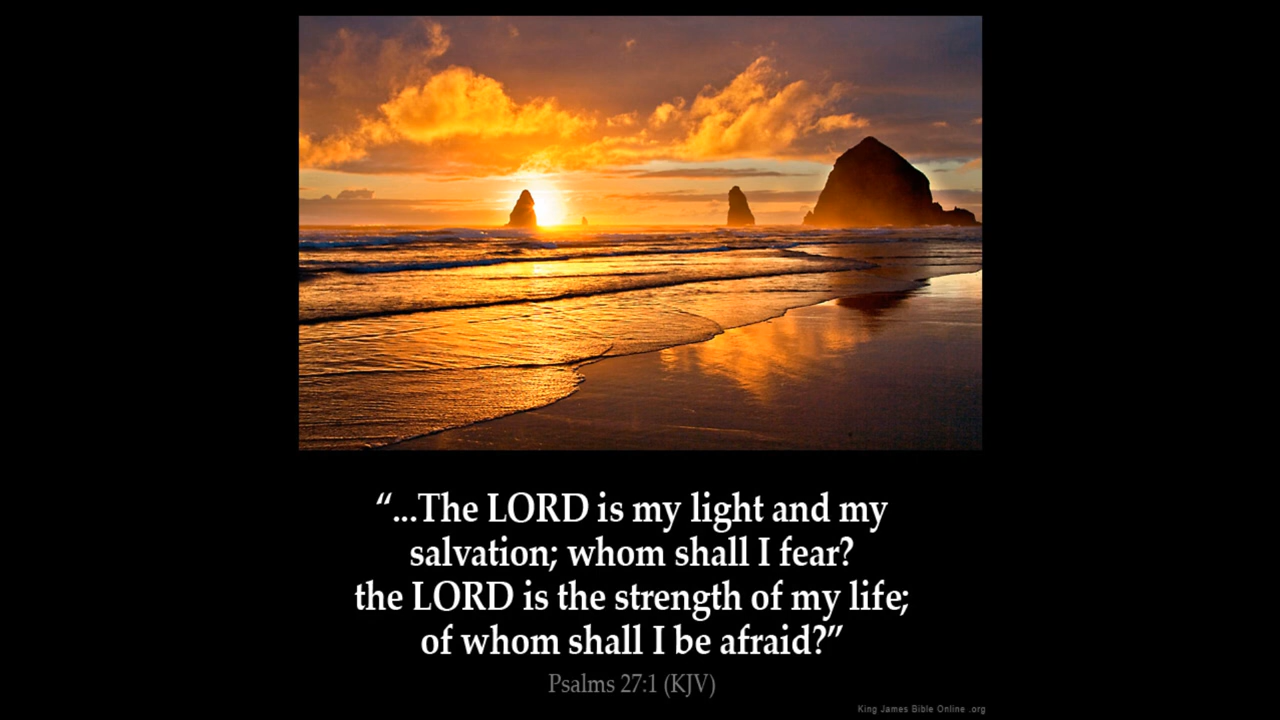 “...The LORD is my light and my
salvation; whom shall I fear?
the LORD is the strength of my life;
of whom shall I be afraid?”
Psalms 27:1 (KJV)
King James Bible Online .org